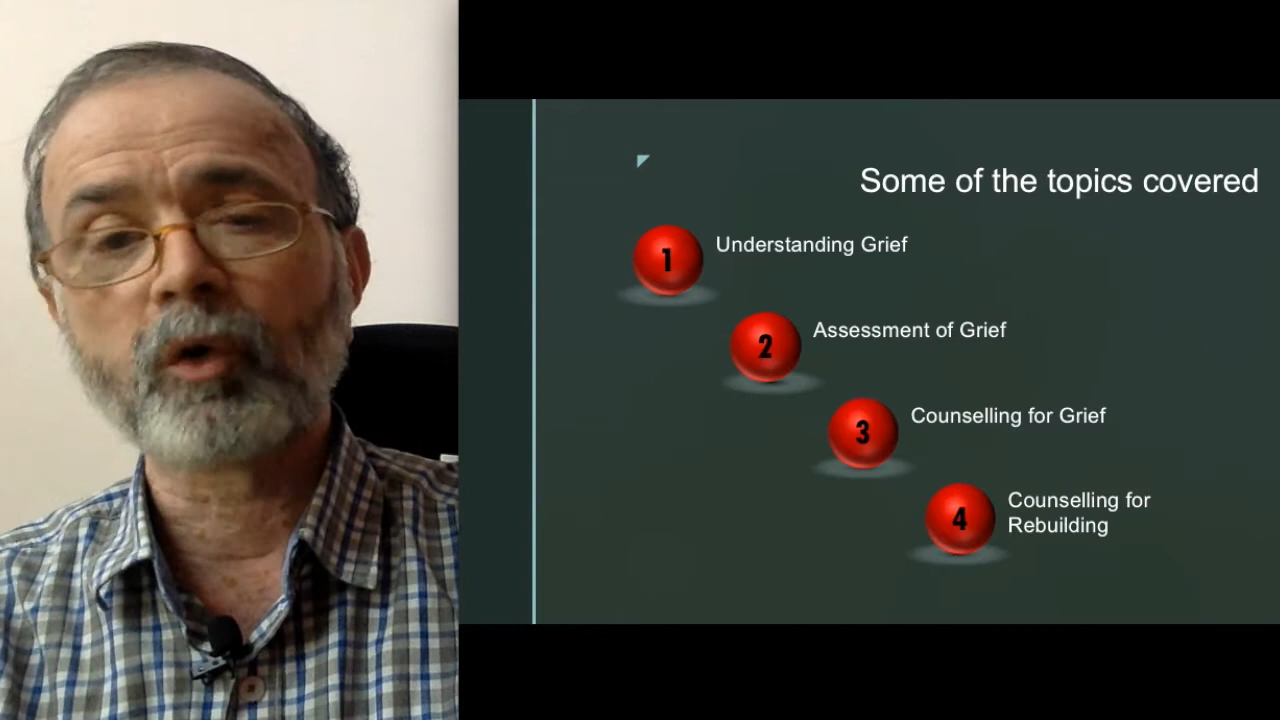 Some of the topics covered
1
Understanding Grief
2
Assessment of Grief
3
Counselling for Grief
4
Counselling for
Rebuilding